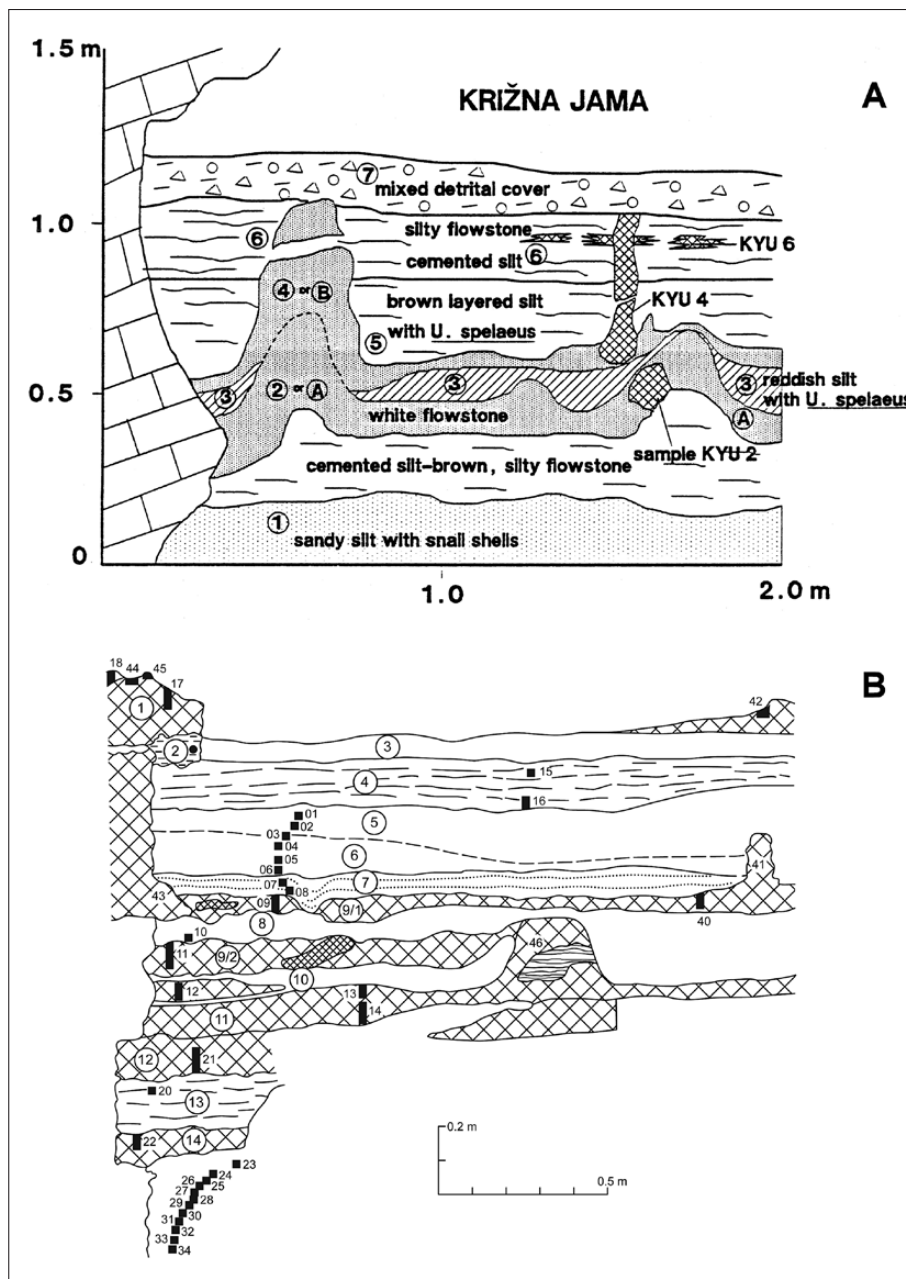 1.5 m
KRIŽNA JAMA
A
7
mixed detrital cover
1.0
6
silty flowstone
KYU 6
cemented silt
6
4 or B
brown layered silt
with U. spelaeus
KYU 4
5
3
2 or A
3
3
reddish silt
with U. spelaeus
0.5
white flowstone
A
sample KYU 2
cemented silt-brown, silty flowstone
1
sandy silt with snail shells
0
1.0
2.0 m
18
44
45
17
B
42
1
2
3
4
15
16
01
02
5
03
04
05
6
06
07
7
08
41
43
09
8
9/1
40
10
11
9/2
46
10
12
13
14
11
12
21
20
13
22
14
0.2 m
0.5 m
23
24
26
25
27
28
29
30
31
32
33
34